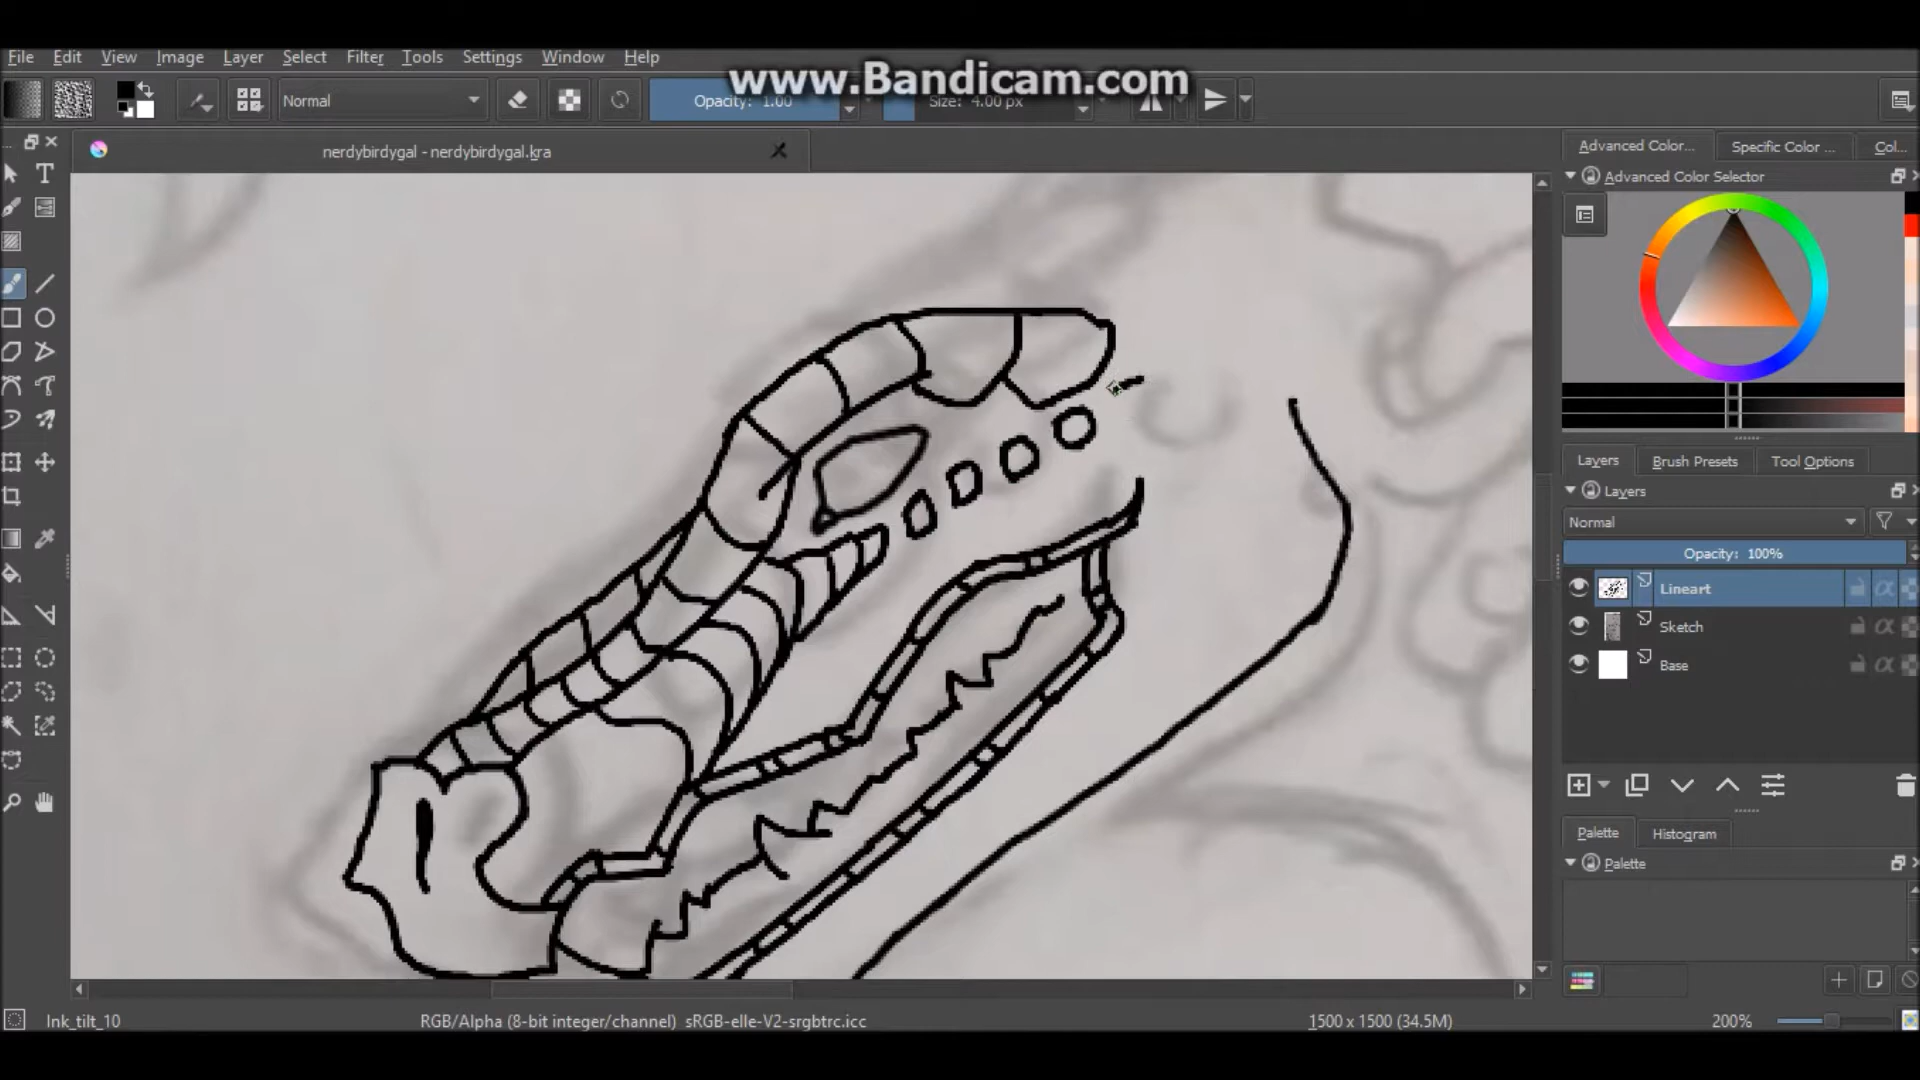 File Edit View Image Layer Select Filter Tools Settings Window Help
www.Bandicam.com
Normal Opacity: 1.00 Size: 4.00 px
nerdybirdygal - nerdybirdygal.kra
Advanced Color... Specific Color ... Col...
Advanced Color Selector
Layers Brush Presets Tool Options
Layers
Normal
Opacity: 100%
Lineart
Sketch
Base
Palette Histogram
Palette
Ink_tilt_10 RGB/Alpha (8-bit integer/channel) sRGB-elle-V2-srgbtrc.icc 1500 x 1500 (34.5M) 200%